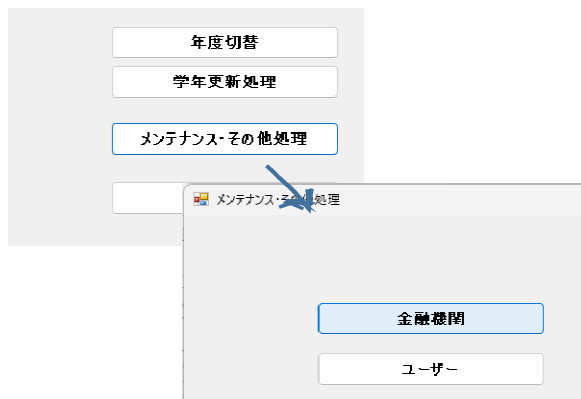 年度切替
学年更新処理
メンテナンス・その他処理
メンテナンス・その他処理
金融機関
ユーザー